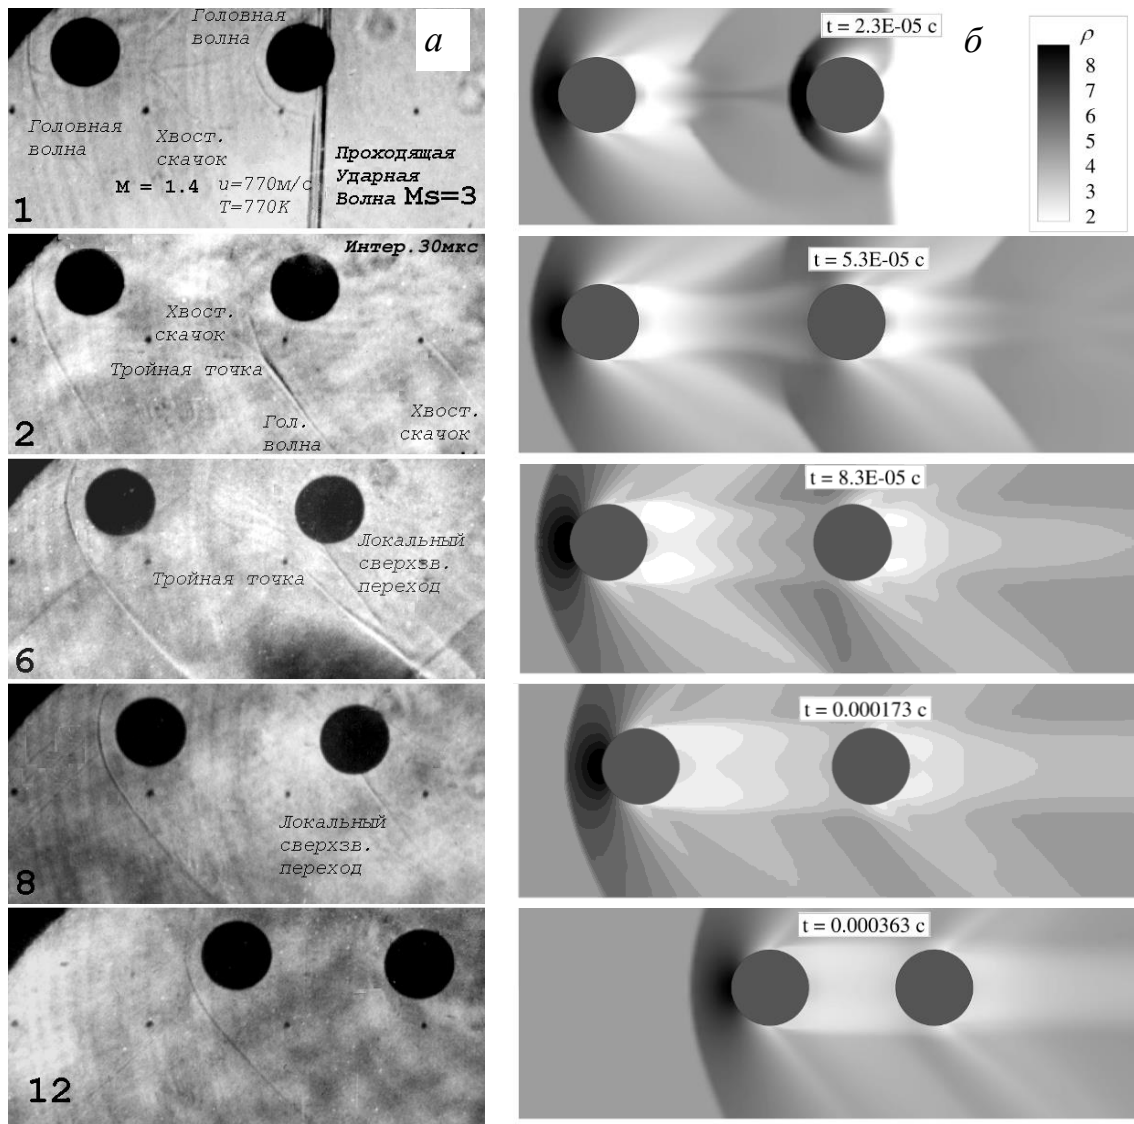 Головная
волна
а
Головная
волна
Хвост.
скачок
M = 1.4 u=770м/с
T=770К
Проходящая
Ударная
Волна Ms=3
1
t = 2.3E-05 с
б
ρ
8
7
6
5
4
3
2
Интер.30мкс
Хвост.
скачок
Тройная точка
Гол.
волна
Хвост.
скачок
2
t = 5.3E-05 с
Локальный
сверхзв.
переход
Тройная точка
6
t = 8.3E-05 с
Локальный
сверхзв.
переход
8
t = 0.000173 с
12
t = 0.000363 с